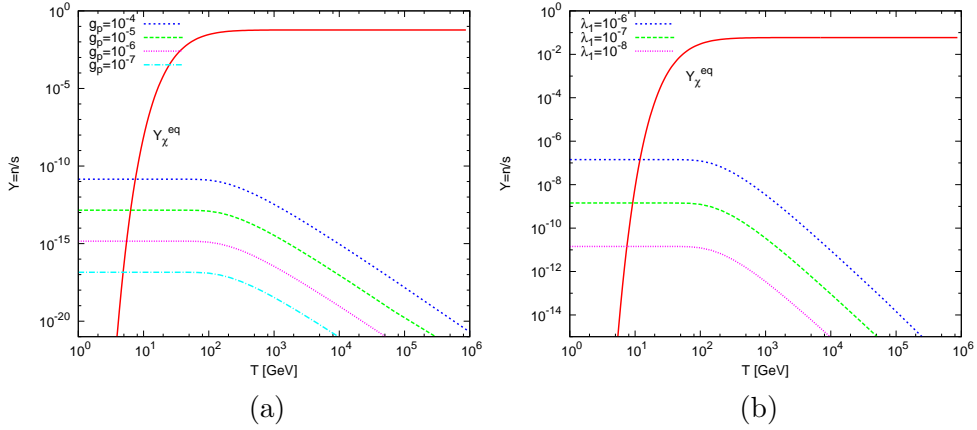 g_p=10^-4
g_p=10^-5
g_p=10^-6
g_p=10^-7
Y_χ^eq
Y=n/s
10^0
10^-5
10^-10
10^-15
10^-20
10^0 10^1 10^2 10^3 10^4 10^5 10^6
T [GeV]
(a)
λ_1=10^-6
λ_1=10^-7
λ_1=10^-8
Y_χ^eq
Y=n/s
10^0
10^-2
10^-4
10^-6
10^-8
10^-10
10^-12
10^-14
10^0 10^1 10^2 10^3 10^4 10^5 10^6
T [GeV]
(b)